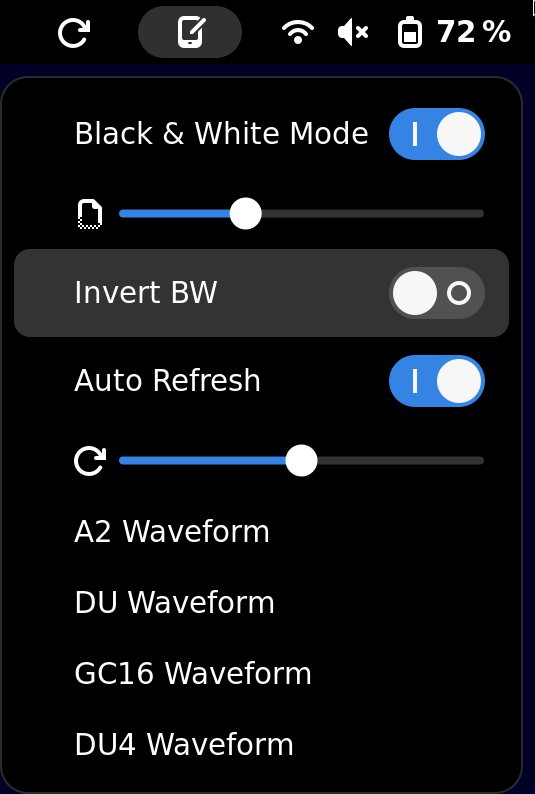 72 %
Black & White Mode
Invert BW
Auto Refresh
A2 Waveform
DU Waveform
GC16 Waveform
DU4 Waveform